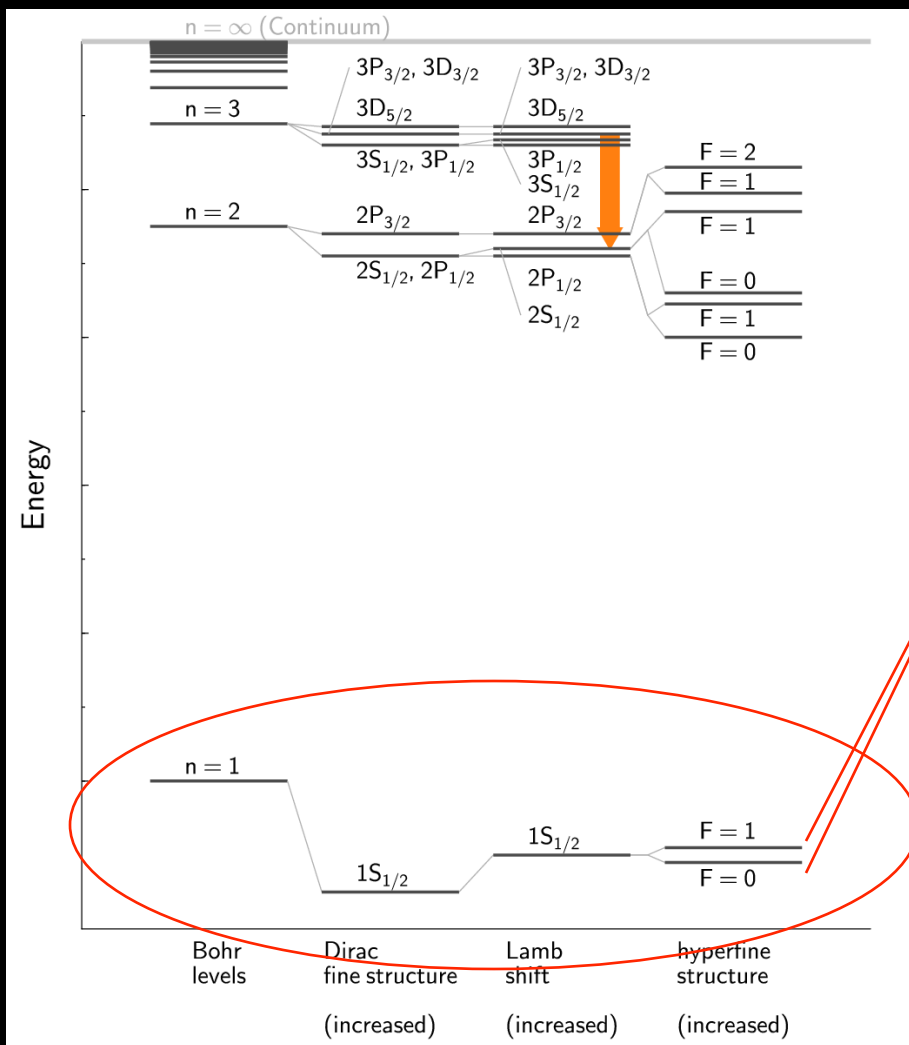 n = ∞ (Continuum)
3P3/2, 3D3/2
3P3/2, 3D3/2
n = 3
3D5/2
3D5/2
3S1/2, 3P1/2
3P1/2
3S1/2
F = 2
F = 1
n = 2
2P3/2
2P3/2
F = 1
2S1/2, 2P1/2
2P1/2
F = 0
2S1/2
F = 1
F = 0
Energy
n = 1
1S1/2
1S1/2
F = 1
F = 0
Bohr
levels
Dirac
fine structure
(increased)
Lamb
shift
(increased)
hyperfine
structure
(increased)